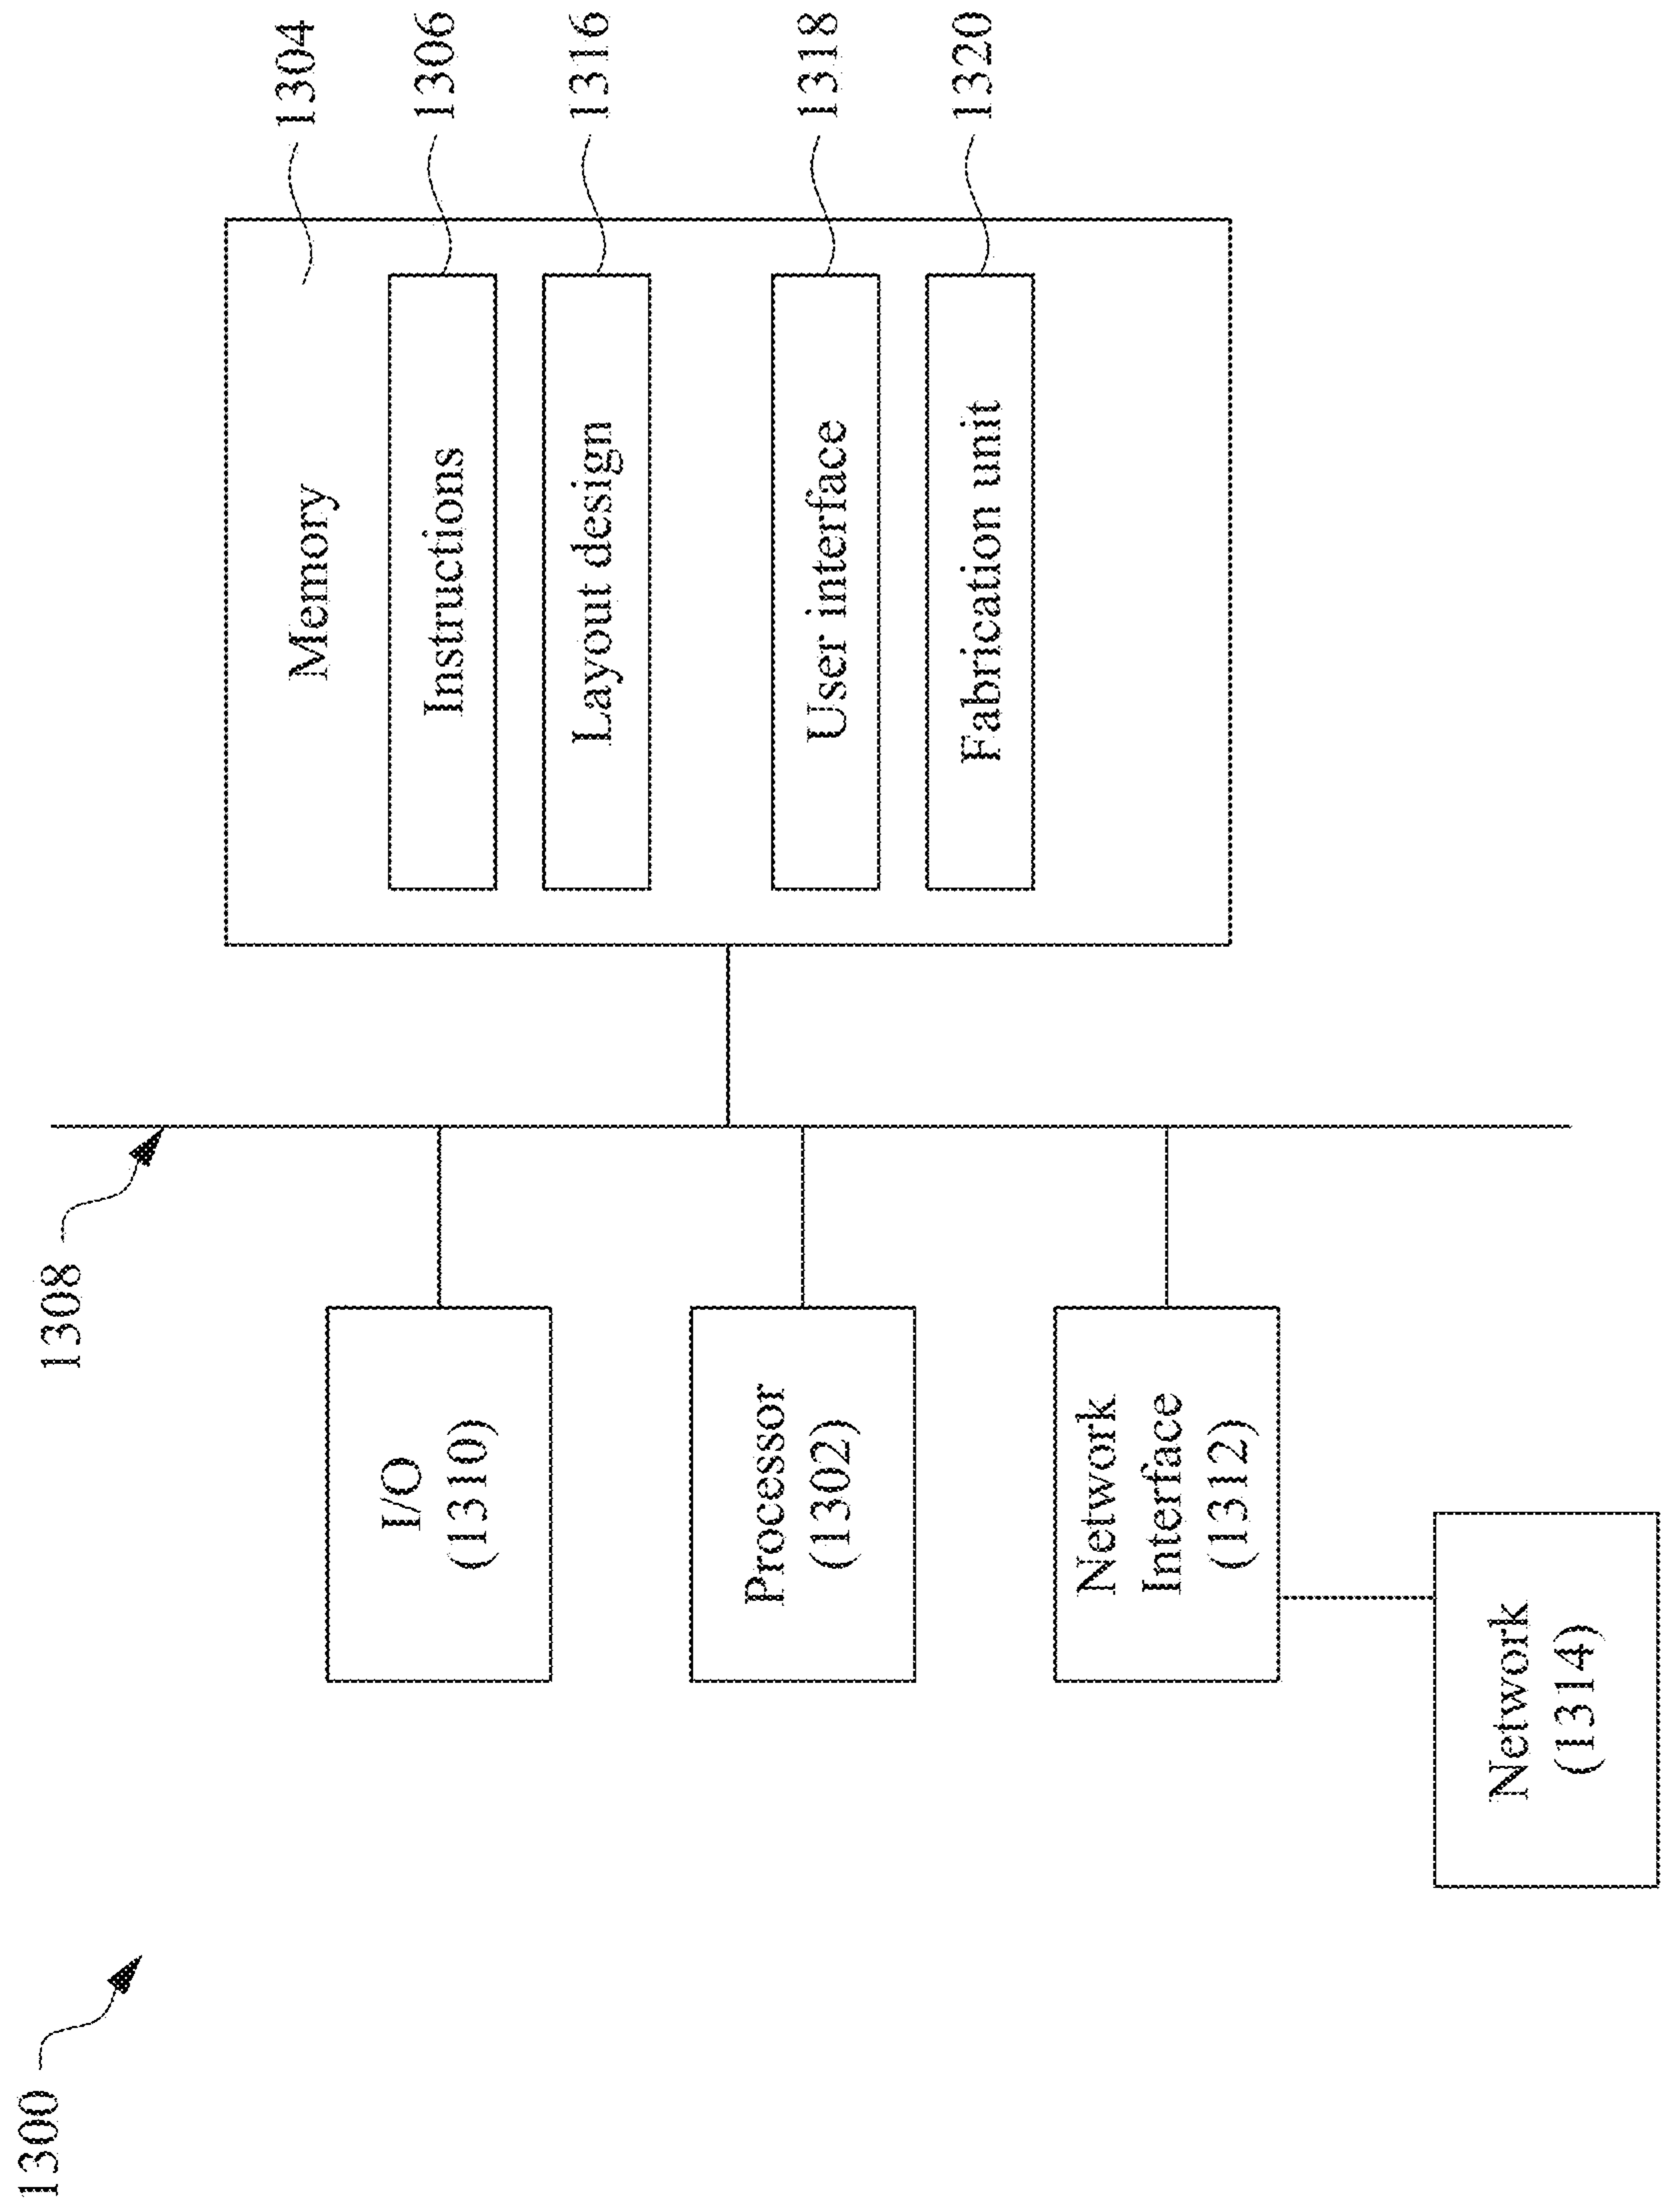 1300
1308
I/O
(1310)
Processor
(1302)
Network
Interface
(1312)
Network
(1314)
Memory
Instructions
Layout design
User interface
Fabrication unit
1304
1306
1316
1318
1320